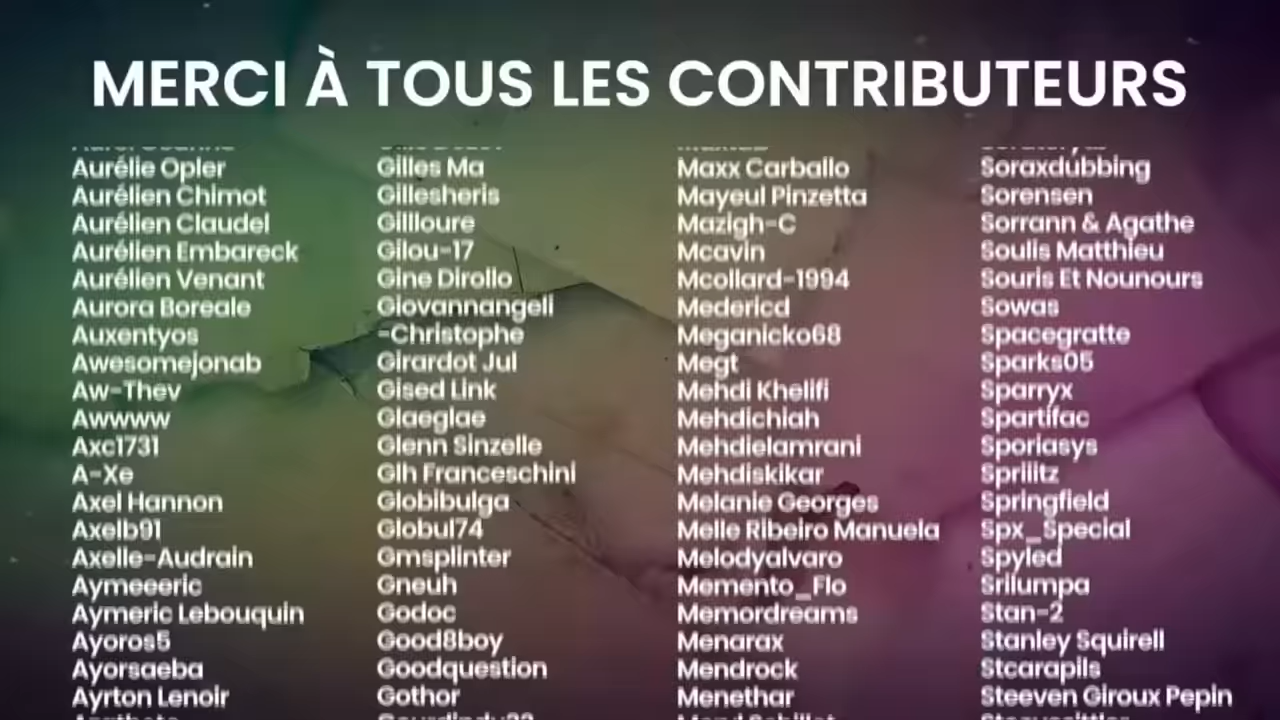 MERCI À TOUS LES CONTRIBUTEURS
Aurélie Opler
Aurélien Chimot
Aurélien Claudel
Aurélien Embareck
Aurélien Venant
Aurora Boreale
Auxentyos
Awesomejonab
Aw-Thev
Awwww
Axc1731
A-Xe
Axel Hannon
Axelb91
Axelle-Audrain
Aymeeeric
Aymeric Lebouquin
Ayoros5
Ayorsaeba
Ayrton Lenoir
Gilles Ma
Gillesheris
Gillloure
Gilou-17
Gine Dirollo
Giovannangeli
-Christophe
Girardot Jul
Gised Link
Glaeglae
Glenn Sinzelle
Glh Franceschini
Globibulga
Globul74
Gmsplinter
Gneuh
Godoc
Good8boy
Goodquestion
Gothor
Maxx Carballo
Mayeul Pinzetta
Mazigh-C
Mcavin
Mcollard-1994
Medericd
Meganicko68
Megt
Mehdi Khelifi
Mehdichlah
Mehdielamrani
Mehdiskikar
Melanie Georges
Melle Ribeiro Manuela
Melodyalvaro
Memento_Flo
Memordreams
Menarax
Mendrock
Menethar
Soraxdubbing
Sorensen
Sorrann & Agathe
Soulis Matthieu
Souris Et Nounours
Sowas
Spacegratte
Sparks05
Sparryx
Spartifac
Sporiasys
Spriiitz
Springfield
Spx_Special
Spyled
Srilumpa
Stan-2
Stanley Squirell
Stcarapils
Steeven Giroux Pepin